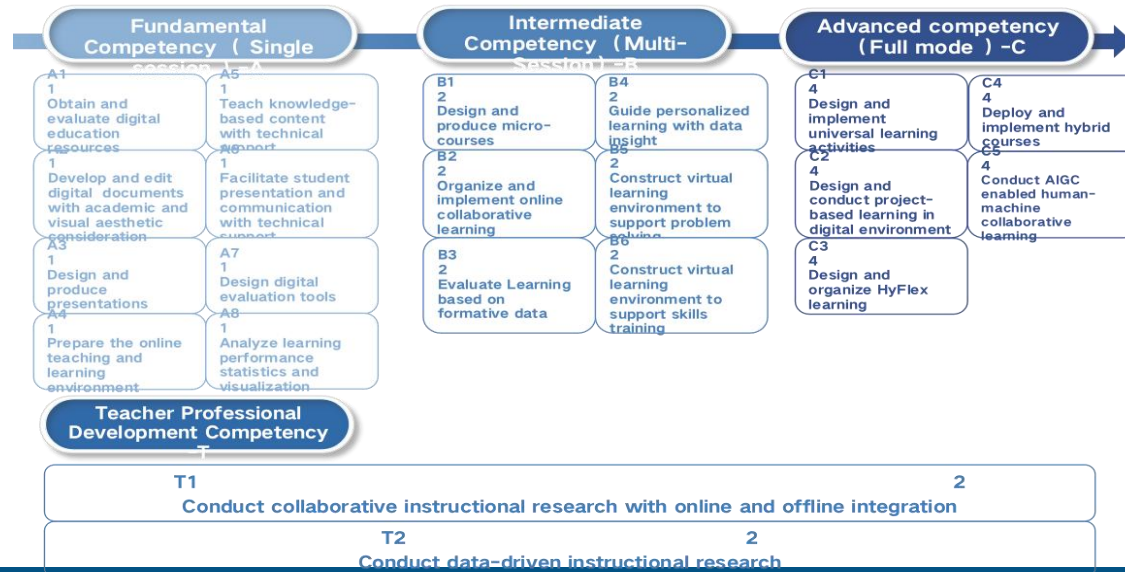 Fundamental
Competency ( Single
session ) -A
Intermediate
Competency (Multi-
Session) -B
Advanced competency
(Full mode ) -C
A1
1
Obtain and
evaluate digital
education
resources
A5
1
Teach knowledge-
based content
with technical
support
A2
1
Develop and edit
digital documents
with academic and
visual aesthetic
consideration
A6
1
Facilitate student
presentation and
communication
with technical
support
A3
1
Design and
produce
presentations
A7
1
Design digital
evaluation tools
A4
1
Prepare the online
teaching and
learning
environment
A8
1
Analyze learning
performance
statistics and
visualization
B1
2
Design and
produce micro-
courses
B4
2
Guide personalized
learning with data
insight
B2
2
Organize and
implement online
collaborative
learning
B5
2
Construct virtual
learning
environment to
support problem
solving
B3
2
Evaluate Learning
based on
formative data
B6
2
Construct virtual
learning
environment to
support skills
training
C1
4
Design and
implement
universal learning
activities
C4
4
Deploy and
implement hybrid
courses
C2
4
Design and
conduct project-
based learning in
digital environment
C5
4
Conduct AIGC
enabled human-
machine
collaborative
learning
C3
4
Design and
organize HyFlex
learning
Teacher Professional
Development Competency
-T
T1 2
Conduct collaborative instructional research with online and offline integration
T2 2
Conduct data-driven instructional research